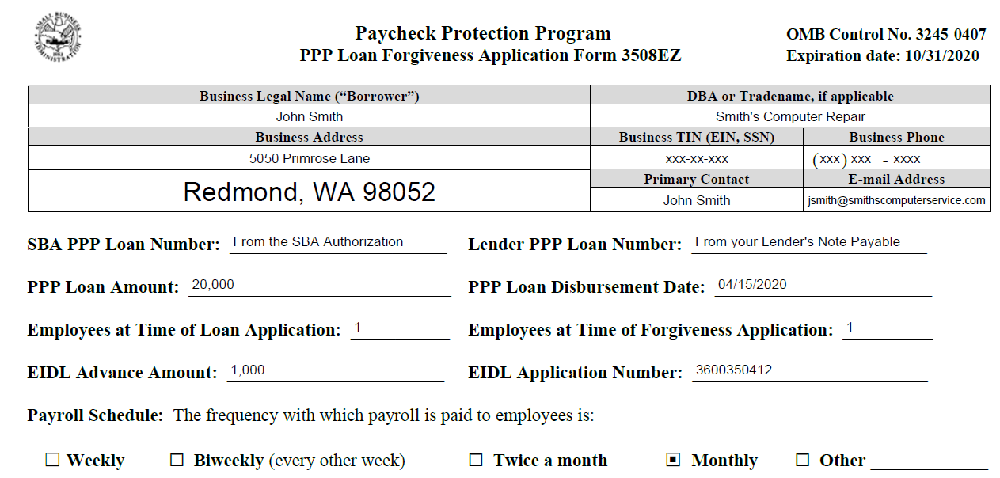 SMALL BUSINESS
ADMINISTRATION
1953
Paycheck Protection Program
PPP Loan Forgiveness Application Form 3508EZ
OMB Control No. 3245-0407
Expiration date: 10/31/2020
Business Legal Name (“Borrower”) DBA or Tradename, if applicable
John Smith Smith's Computer Repair
Business Address Business TIN (EIN, SSN) Business Phone
5050 Primrose Lane xxx-xx-xxx (xxx) xxx - xxxx
Redmond, WA 98052 Primary Contact E-mail Address
John Smith jsmith@smithscomputerservice.com
SBA PPP Loan Number: From the SBA Authorization Lender PPP Loan Number: From your Lender's Note Payable
PPP Loan Amount: 20,000 PPP Loan Disbursement Date: 04/15/2020
Employees at Time of Loan Application: 1 Employees at Time of Forgiveness Application: 1
EIDL Advance Amount: 1,000 EIDL Application Number: 3600350412
Payroll Schedule: The frequency with which payroll is paid to employees is:
☐ Weekly ☐ Biweekly (every other week) ☐ Twice a month ▣ Monthly ☐ Other